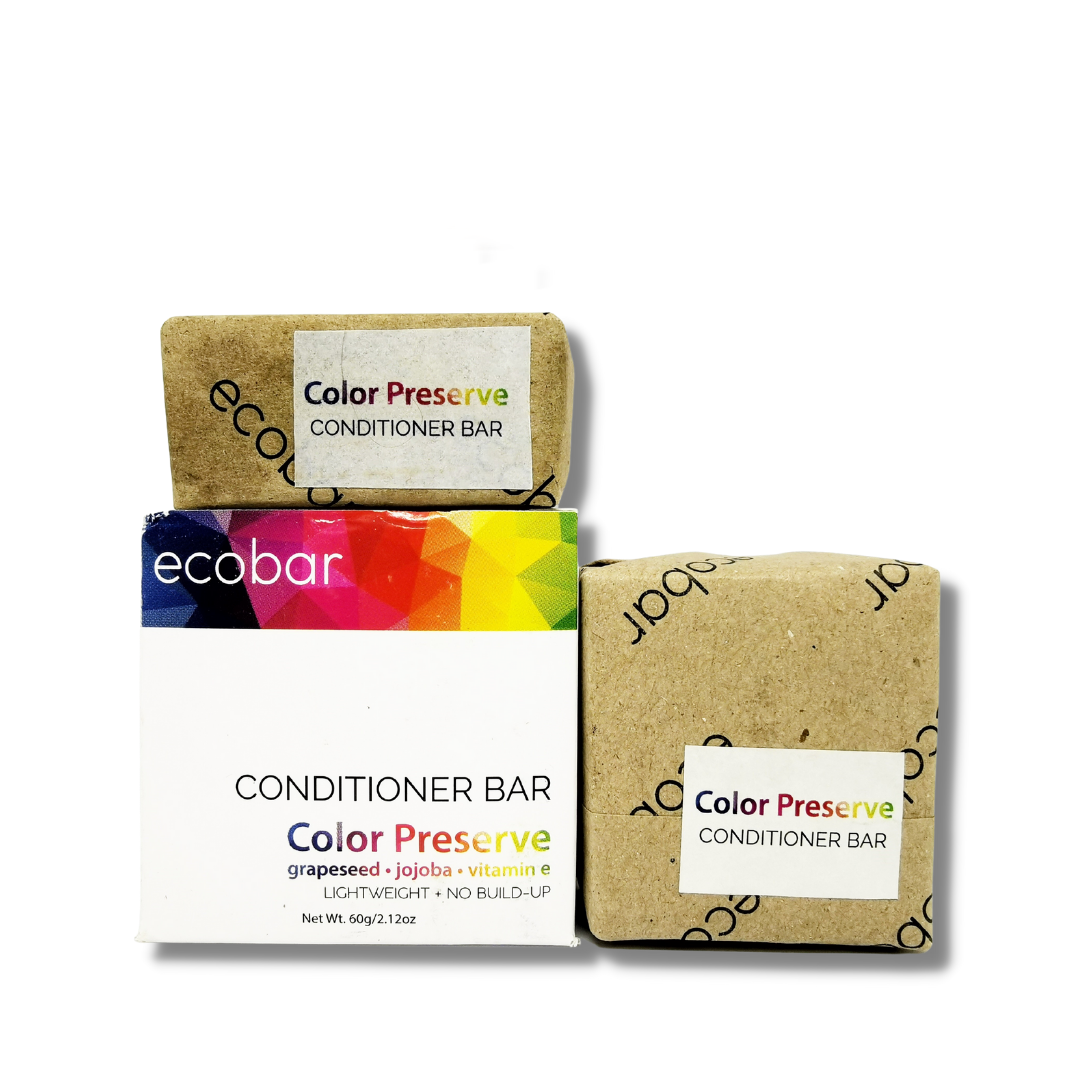 Color Preserve
CONDITIONER BAR
ecobar
ecobar
CONDITIONER BAR
Color Preserve
grapeseed • jojoba • vitamin e
LIGHTWEIGHT + NO BUILD-UP
Net Wt. 60g/2.12oz
ecobar
Color Preserve
CONDITIONER BAR